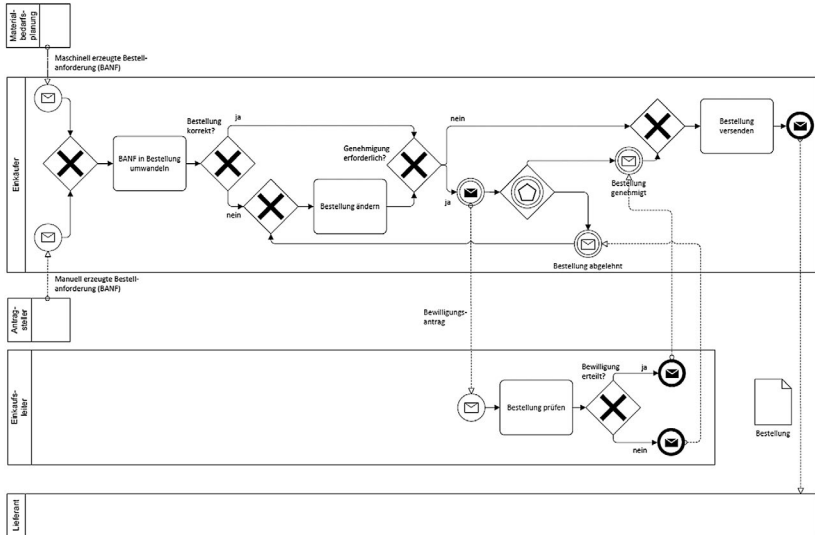 Material-
bedarfs-
planung
Maschinell erzeugte Bestell-
anforderung (BANF)
Einkäufer
BANF in Bestellung
umwandeln
Bestellung
korrekt?
ja
nein
Bestellung ändern
Genehmigung
erforderlich?
nein
ja
Bestellung
genehmigt
Bestellung abgelehnt
Bestellung
versenden
Manuell erzeugte Bestell-
anforderung (BANF)
Antrag-
steller
Bewilligungs-
antrag
Einkaufs-
leiter
Bestellung prüfen
Bewilligung
erteilt?
ja
nein
Bestellung
Lieferant